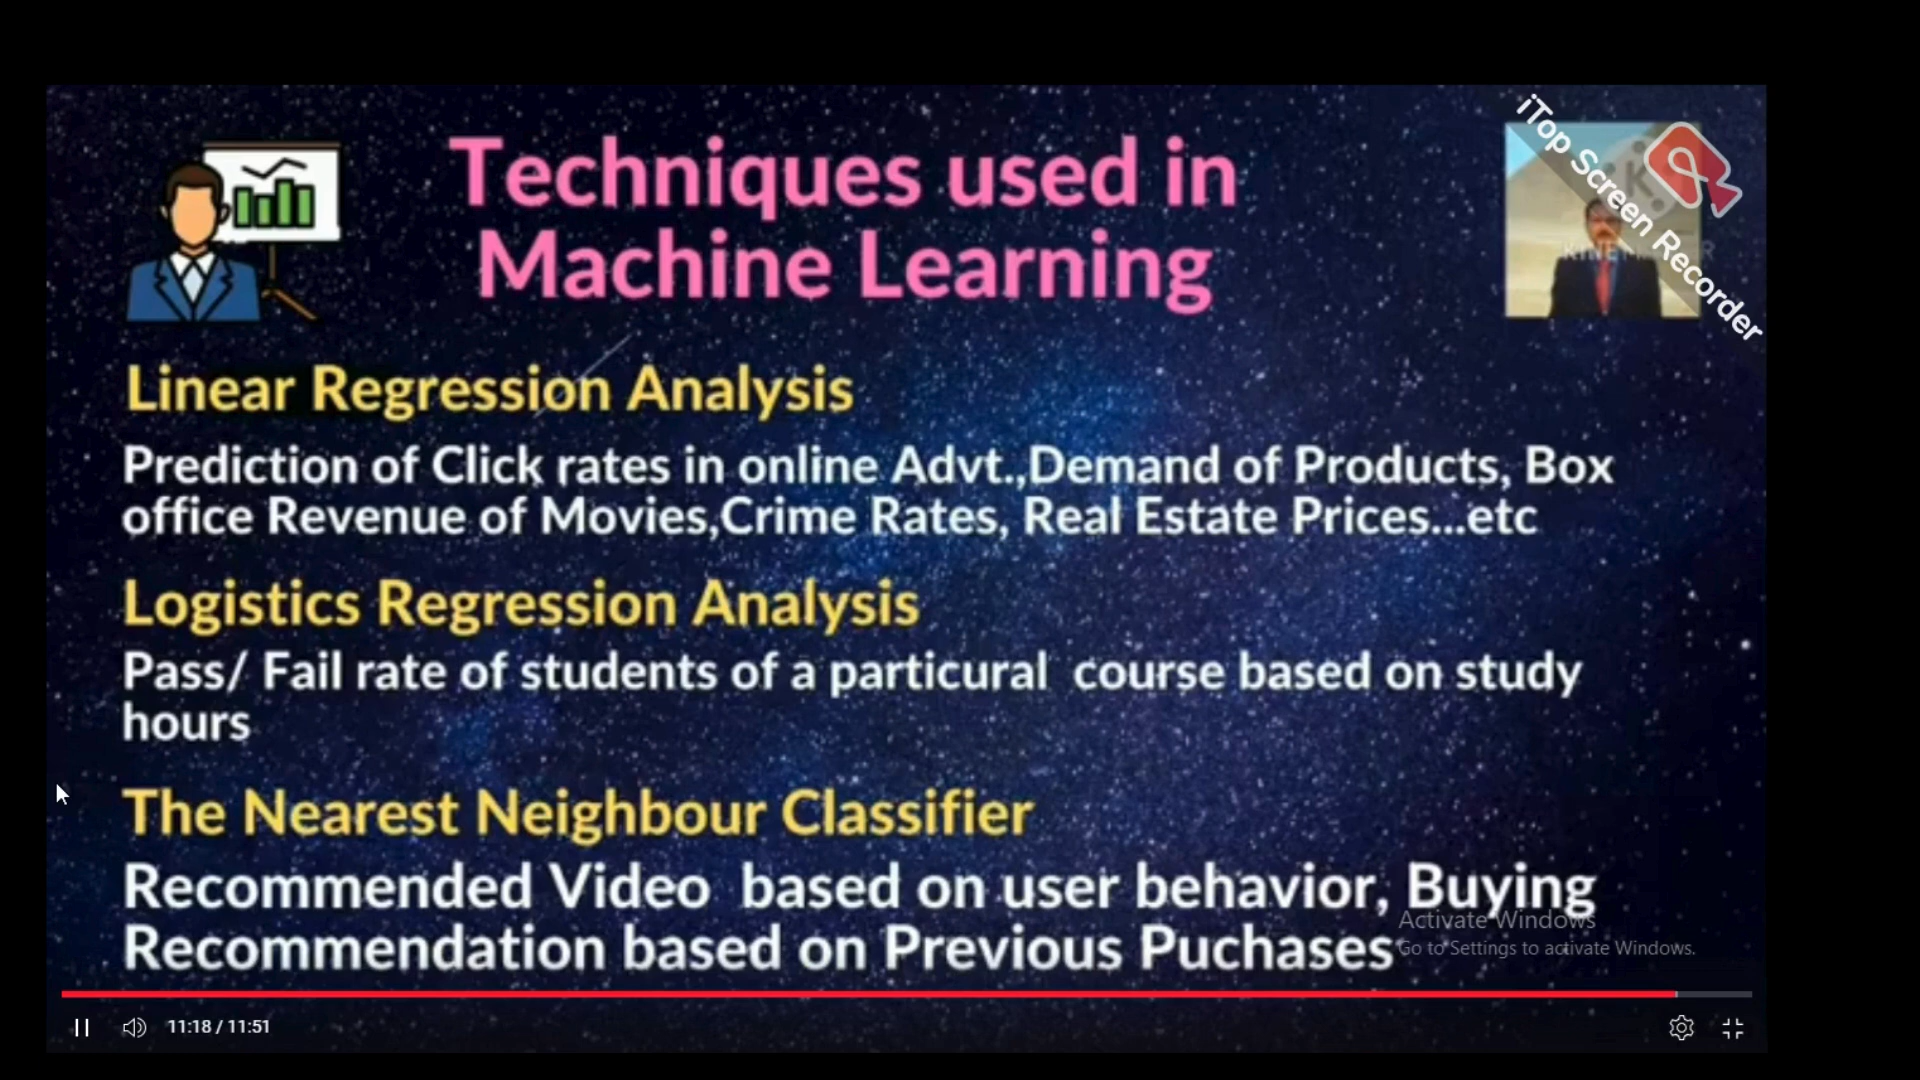 iTop Screen Recorder
Techniques used in
Machine Learning
Linear Regression Analysis
Prediction of Click rates in online Advt.,Demand of Products, Box
office Revenue of Movies,Crime Rates, Real Estate Prices...etc
Logistics Regression Analysis
Pass/ Fail rate of students of a particural course based on study
hours
The Nearest Neighbour Classifier
Recommended Video based on user behavior, Buying
Recommendation based on Previous Puchases
Activate Windows
Go to Settings to activate Windows.
11:18 / 11:51